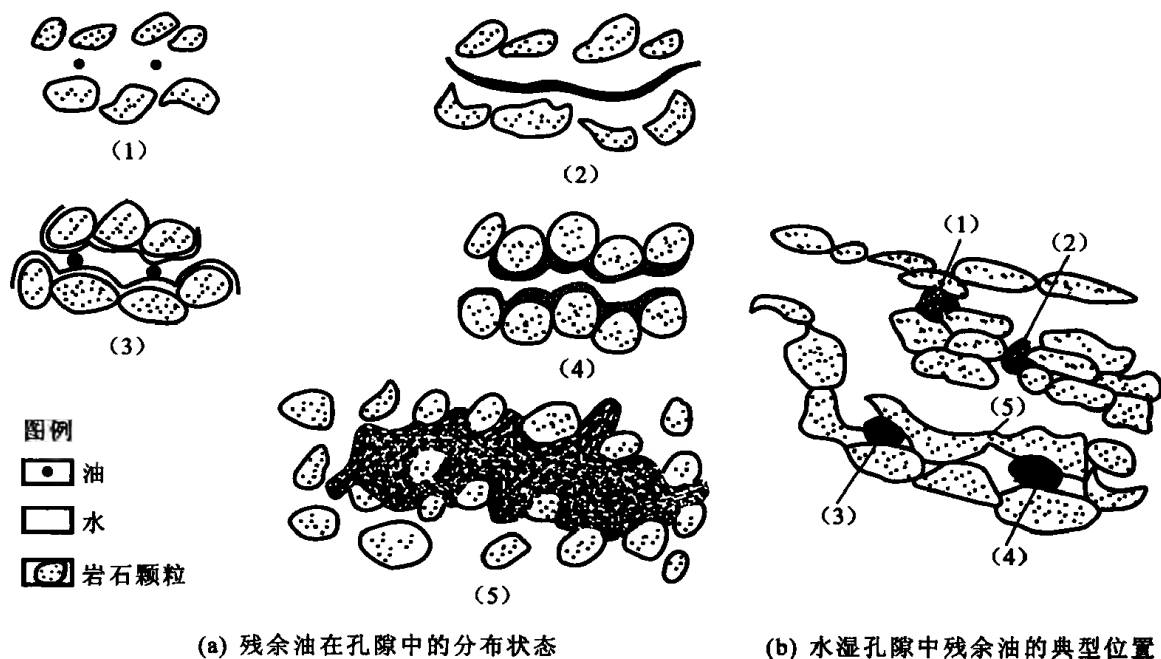 (1)
(2)
(3)
(4)
(5)
图例
油
水
岩石颗粒
(a) 残余油在孔隙中的分布状态
(1)
(2)
(5)
(3)
(4)
(b) 水湿孔隙中残余油的典型位置